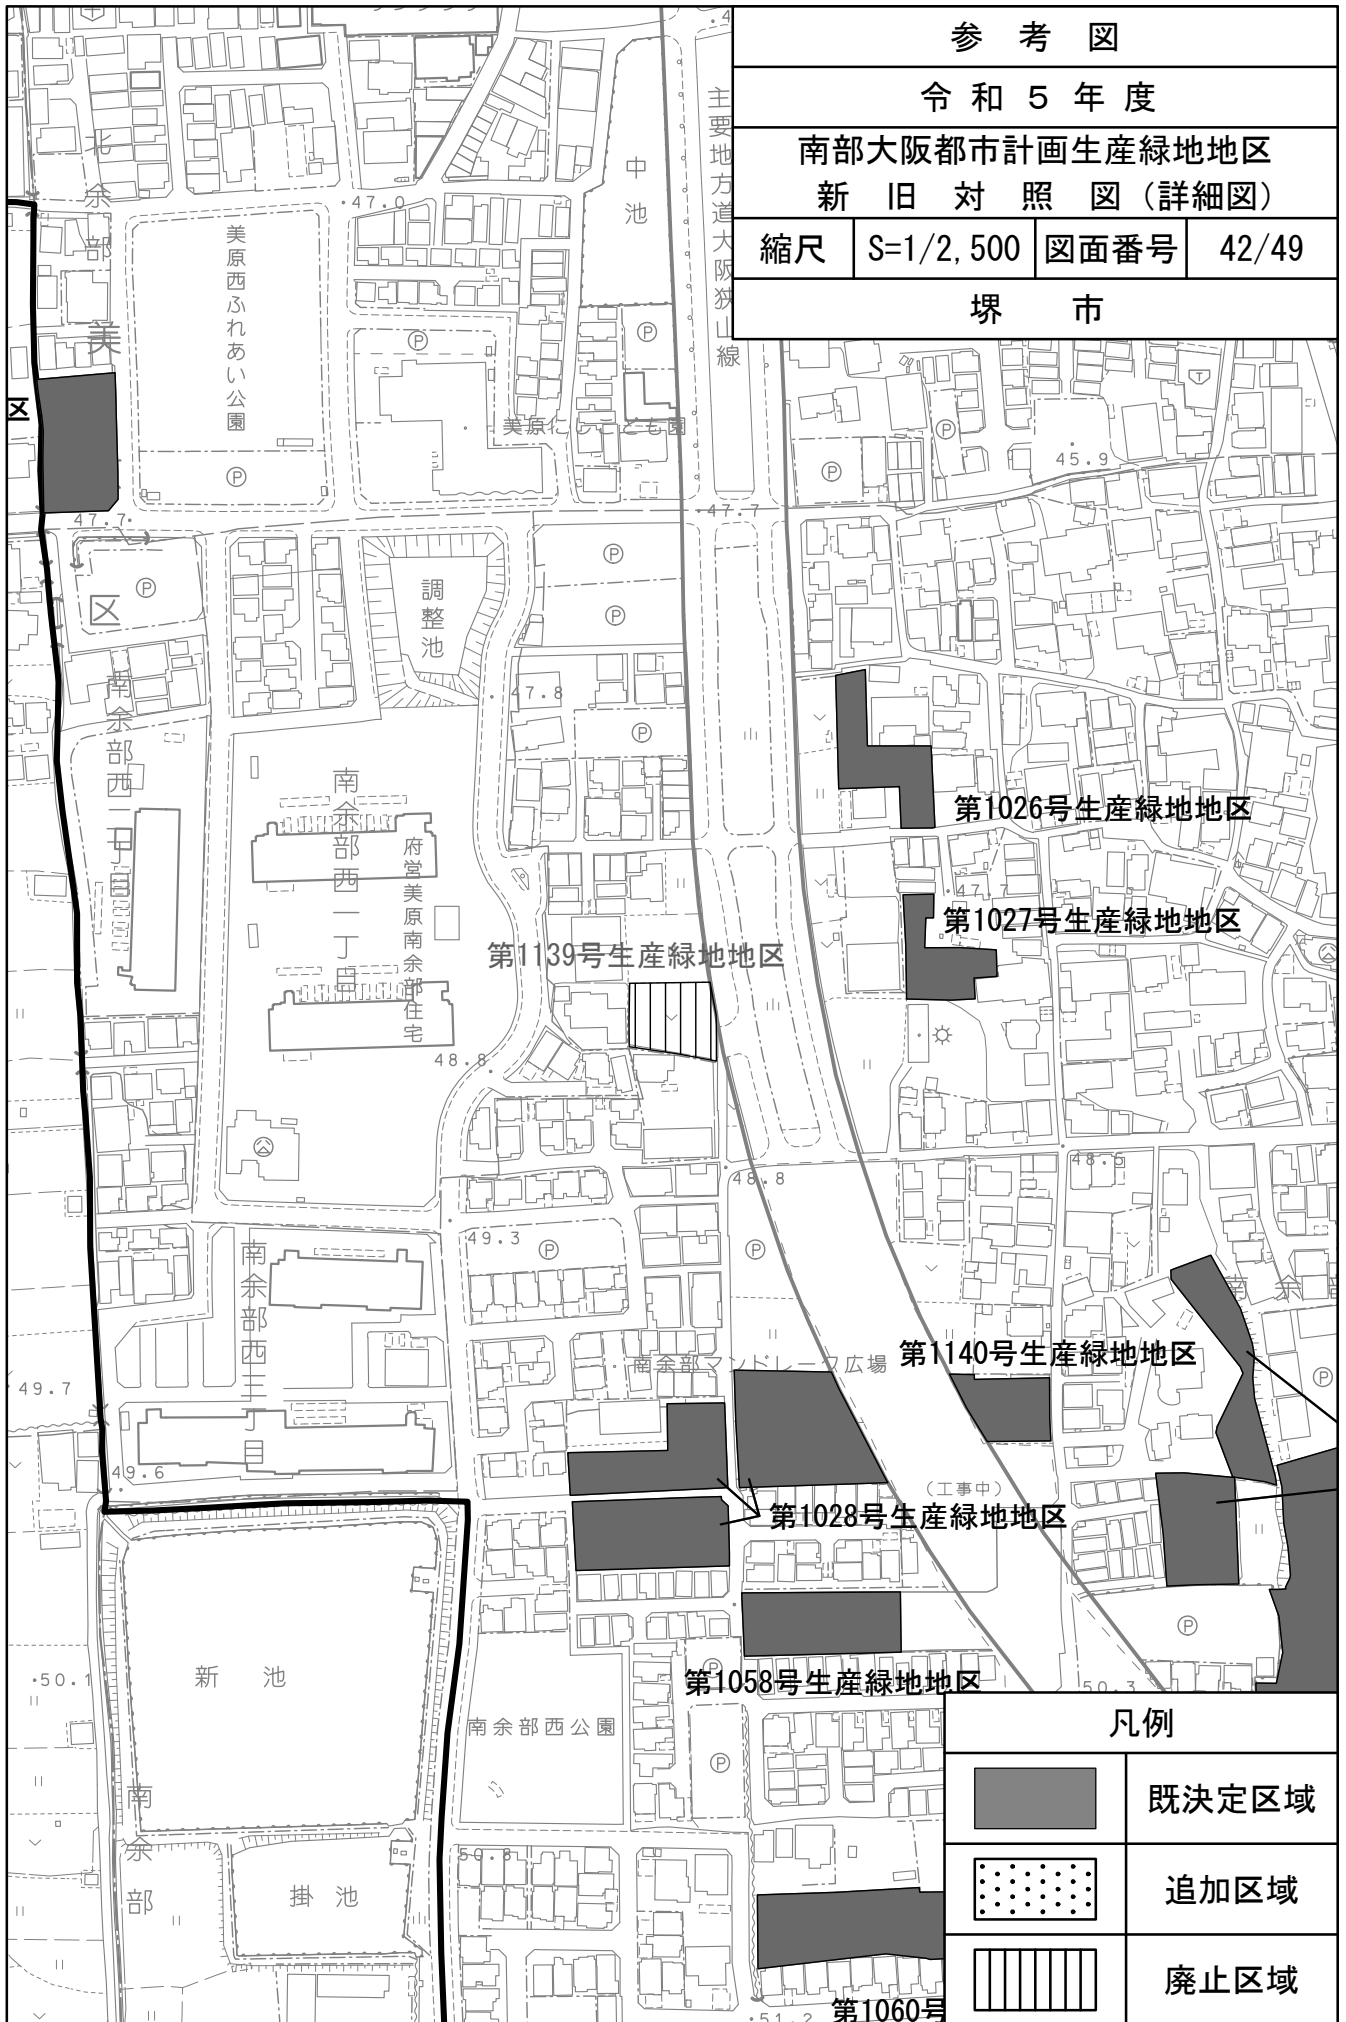 参考図
令和5年度
南部大阪都市計画生産緑地地区
新旧対照図(詳細図)
縮尺 S=1/2,500 図面番号 42/49
堺市
北余部
主要地方道大阪狭山線
中池
・47.0
美原西ふれあい公園
美
Ⓟ
Ⓟ
Ⓟ
区
美原にしこども園
Ⓟ
Ⓟ
45.9
Ⓟ
47.7
47.7
Ⓟ
Ⓟ
区
調整池
Ⓟ
南余部西二丁目
47.8
Ⓟ
南余部西一丁目
府営美原南余部住宅
第1026号生産緑地地区
47.7
第1027号生産緑地地区
第1139号生産緑地地区
48.8
48.8
48.5
49.3
Ⓟ
Ⓟ
南余部西三丁目
南余部
第1140号生産緑地地区
49.7
Ⓟ
49.6
(工事中)
第1028号生産緑地地区
Ⓟ
新池
・50.1
Ⓟ
第1058号生産緑地地区
50.3
南余部西公園
Ⓟ
凡例
既決定区域
追加区域
廃止区域
南余部
50.8
掛池
第1060号
・51.2